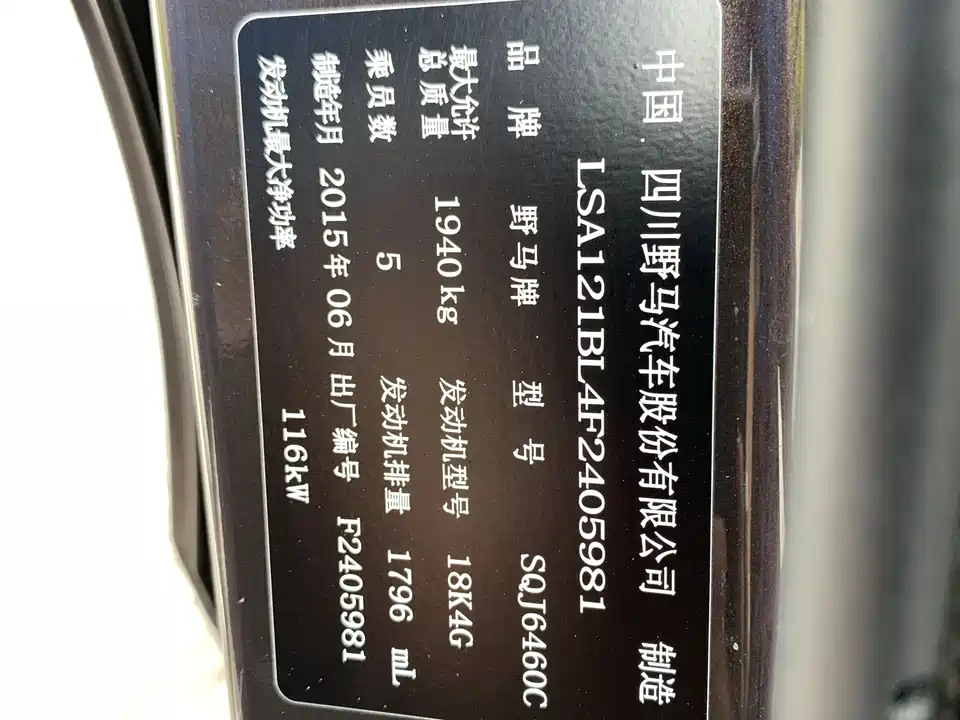 中国 四川野马汽车股份有限公司 制造
LSA121BL4F2405981
品牌 野马牌 型号 SQJ6460C
最大允许总质量 1940kg 发动机型号 18K4G
乘员数 5 发动机排量 1796 mL
制造年月 2015年06月 出厂编号 F2405981
发动机最大净功率 116kW